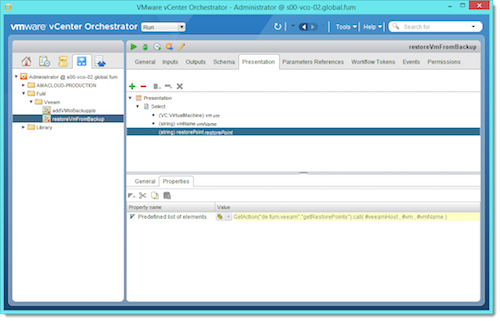 VMware vCenter Orchestrator - Administrator @ s00-vco-02.global.fum
vmware vCenter Orchestrator Run... Tools Help Search for
restoreVmFromBackup
General Inputs Outputs Schema Presentation Parameters References Workflow Tokens Events Permissions
Administrator @ s00-vco-02.global.fum
AMACLOUD-PRODUCTION
FuM
Veeam
addVMtoBackupjob
restoreVmFromBackup
Library
Presentation
Select
(VC:VirtualMachine) vm vm
(string) vmName vmName
(string) restorePoint restorePoint
General Properties
Property name Value
Predefined list of elements GetAction("de.fum.veeam","getRestorePoints").call( #veeamHost , #vm , #vmName )